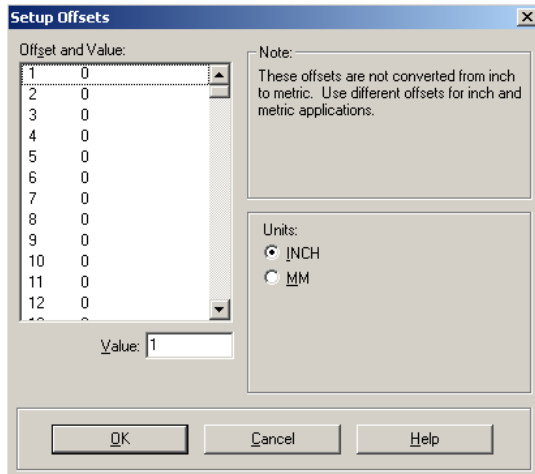 Setup Offsets
Offset and Value:
1 0
2 0
3 0
4 0
5 0
6 0
7 0
8 0
9 0
10 0
11 0
12 0
Value: 1
Note:
These offsets are not converted from inch
to metric. Use different offsets for inch and
metric applications.
Units:
INCH
MM
OK
Cancel
Help